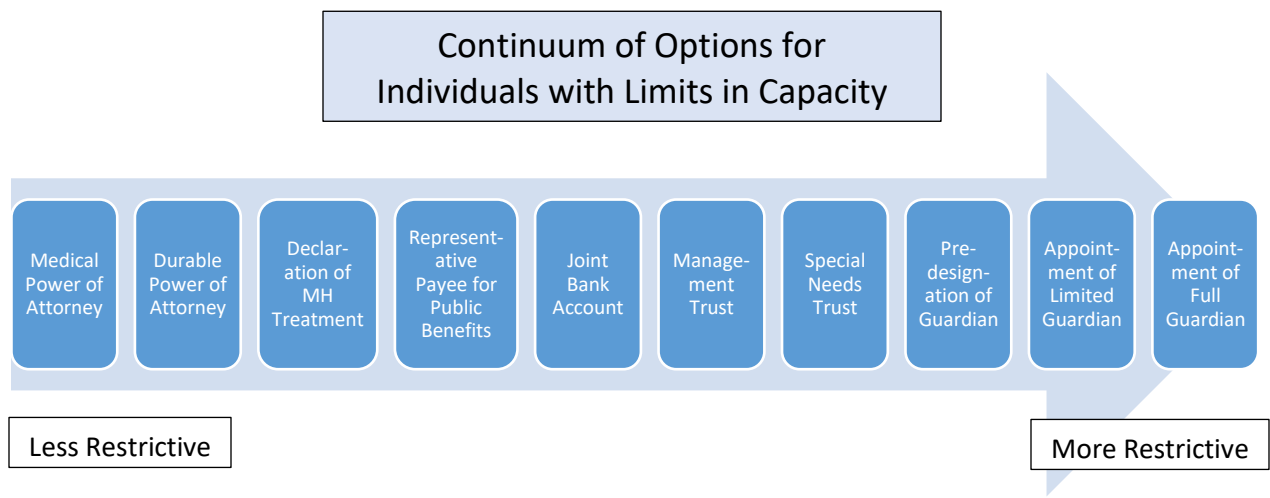 Continuum of Options for
Individuals with Limits in Capacity
Medical
Power of
Attorney
Durable
Power of
Attorney
Declar-
ation of
MH
Treatment
Represent-
ative
Payee for
Public
Benefits
Joint
Bank
Account
Manage-
ment
Trust
Special
Needs
Trust
Pre-
design-
ation of
Guardian
Appoint-
ment of
Limited
Guardian
Appoint-
ment of
Full
Guardian
Less Restrictive
More Restrictive